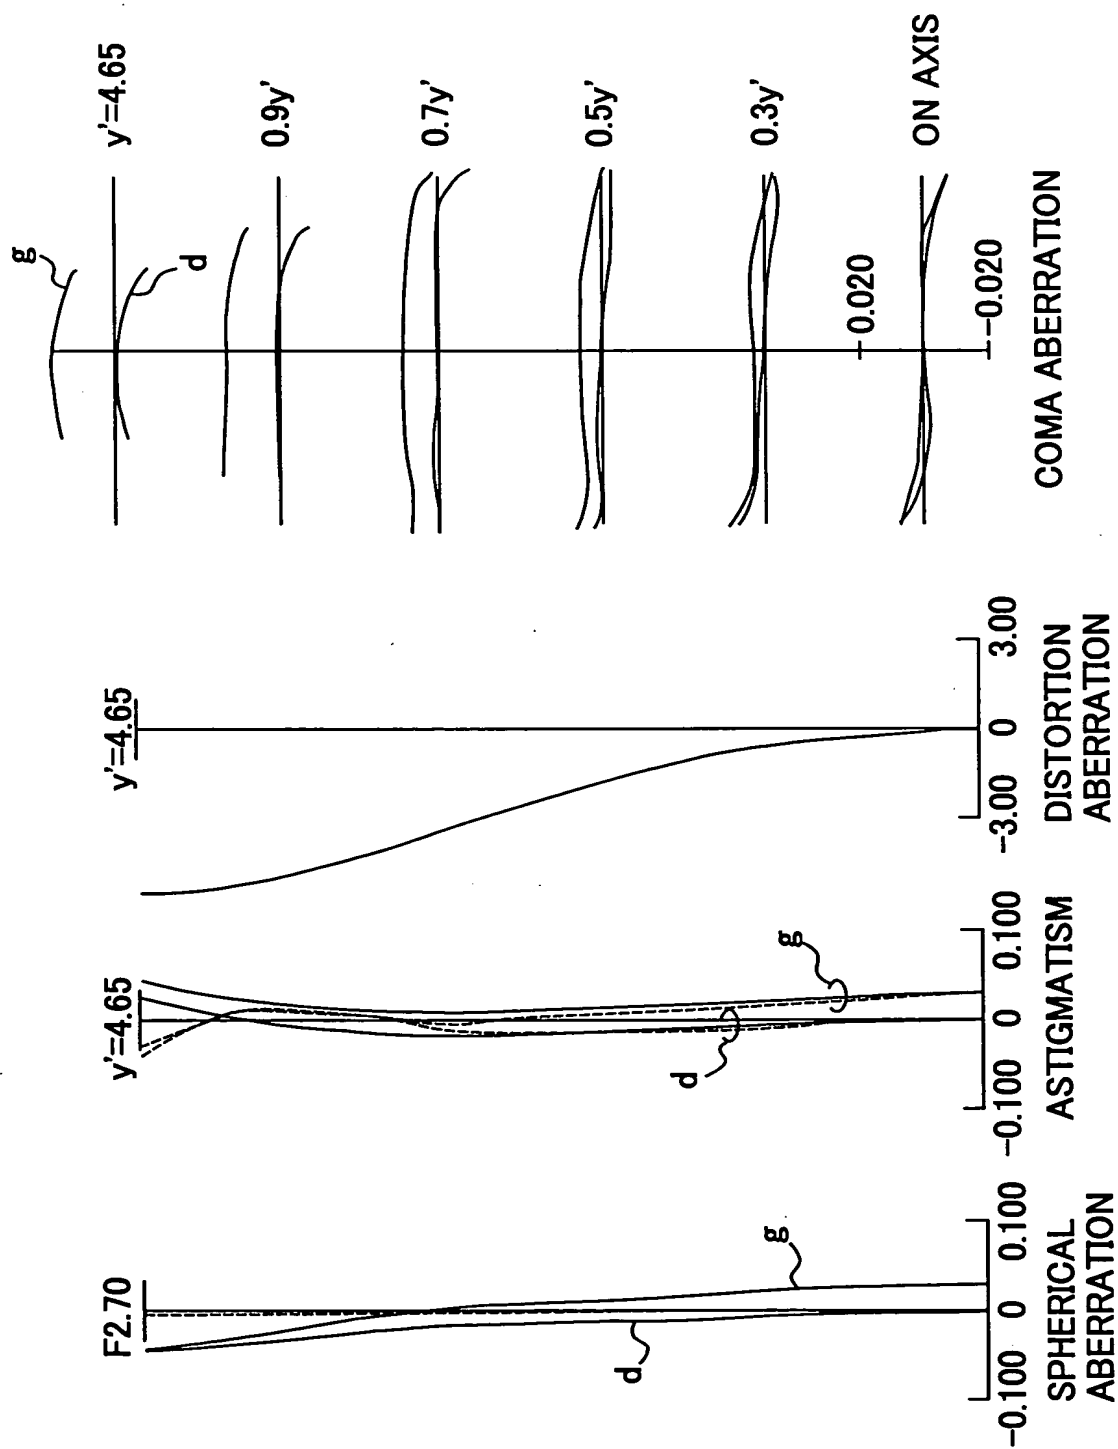 F2.70
g
d
-0.100 0 0.100
SPHERICAL
ABERRATION
y'=4.65
g
d
-0.100 0 0.100
ASTIGMATISM
y'=4.65
-3.00 0 3.00
DISTORTION
ABERRATION
g
d
y'=4.65
0.9y'
0.7y'
0.5y'
0.3y'
0.020
ON AXIS
-0.020
COMA ABERRATION